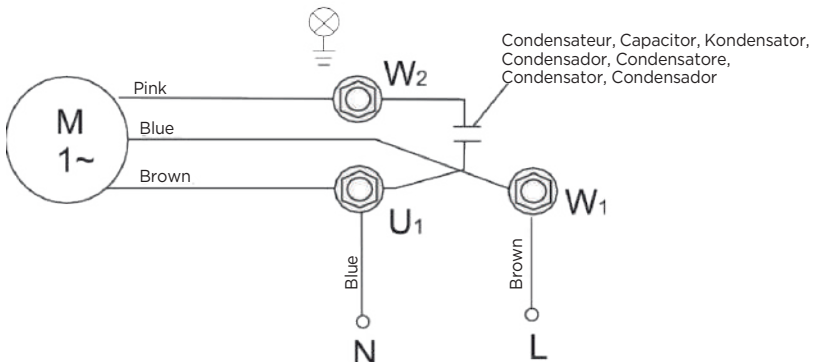 Condensateur, Capacitor, Kondensator,
Condensador, Condensatore,
Condensator, Condensador
W2
Pink
M
1~
Blue
Brown
U1
W1
Blue
Brown
N
L